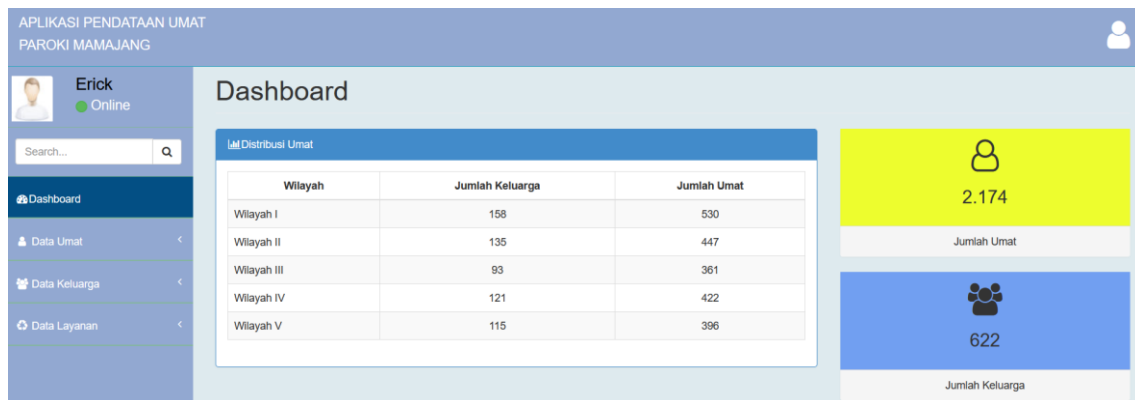 APLIKASI PENDATAAN UMAT
PAROKI MAMAJANG
Erick
Online
Search...
Dashboard
Data Umat
Data Keluarga
Data Layanan
Dashboard
Distribusi Umat
Wilayah Jumlah Keluarga Jumlah Umat
Wilayah I 158 530
Wilayah II 135 447
Wilayah III 93 361
Wilayah IV 121 422
Wilayah V 115 396
2.174
Jumlah Umat
622
Jumlah Keluarga